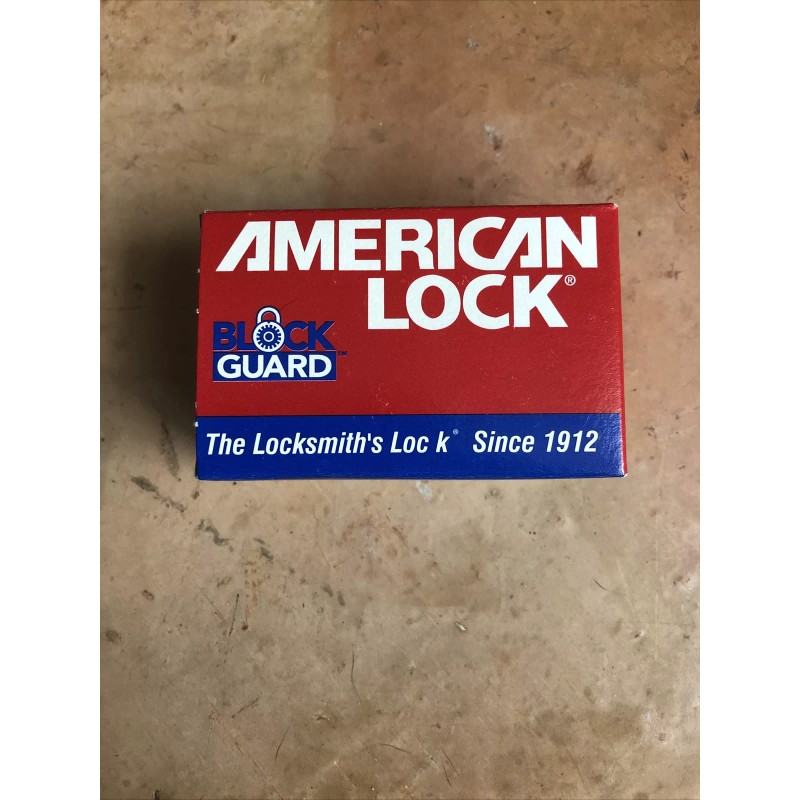 AMERICAN
LOCK®
BLOCK
GUARD™
The Locksmith's Loc k® Since 1912